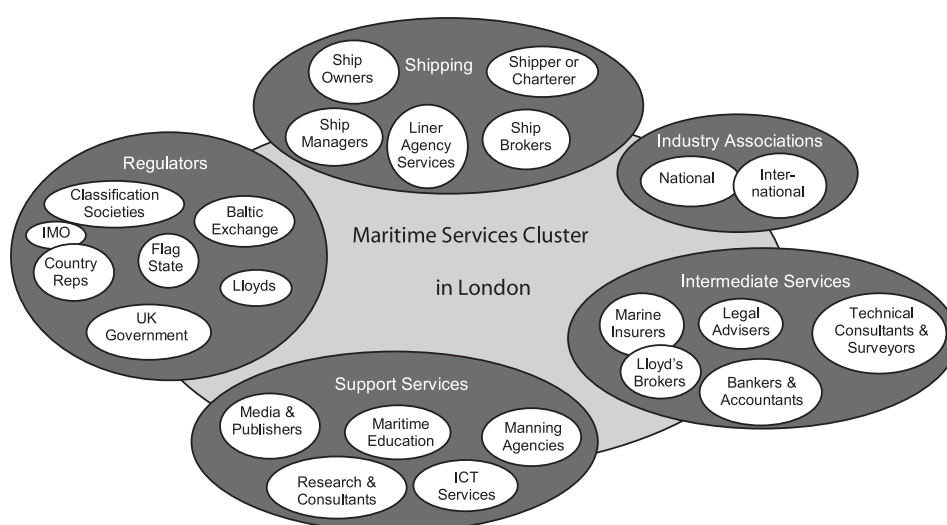 Shipping
Ship
Owners
Shipper or
Charterer
Ship
Managers
Liner
Agency
Services
Ship
Brokers
Industry Associations
National
Inter-
national
Regulators
Classification
Societies
Baltic
Exchange
IMO
Country
Reps
Flag
State
Lloyds
UK
Government
Maritime Services Cluster
in London
Intermediate Services
Marine
Insurers
Legal
Advisers
Technical
Consultants &
Surveyors
Lloyd's
Brokers
Bankers &
Accountants
Support Services
Media &
Publishers
Maritime
Education
Manning
Agencies
Research &
Consultants
ICT
Services